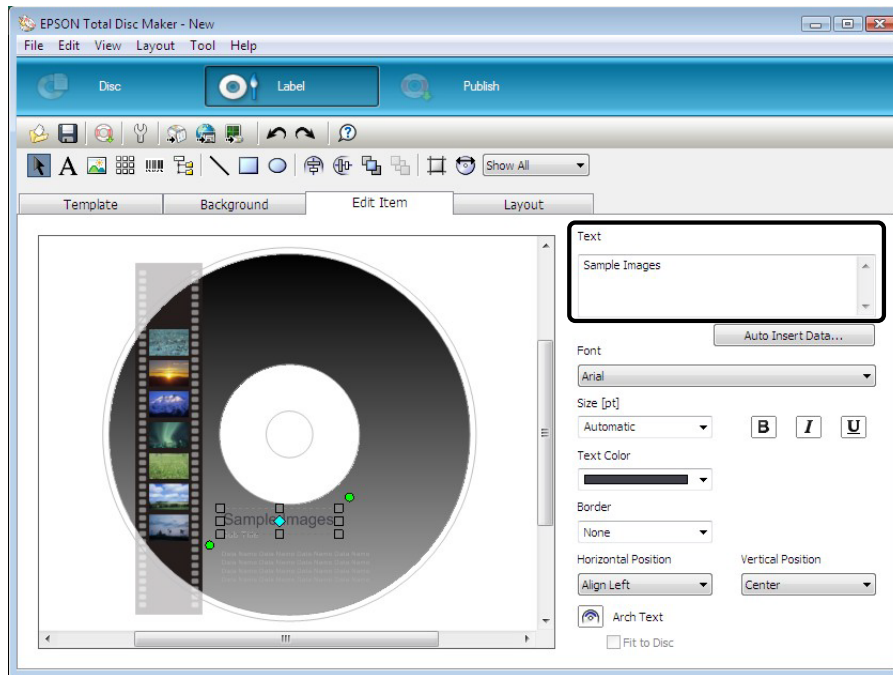 EPSON Total Disc Maker - New
File Edit View Layout Tool Help
Disc Label Publish
A Show All
Template Background Edit Item Layout
Text
Sample Images
Auto Insert Data...
Font
Arial
Size [pt]
Automatic B I U
Text Color
Border
None
Horizontal Position Vertical Position
Align Left Center
Arch Text
Fit to Disc
Sample Images